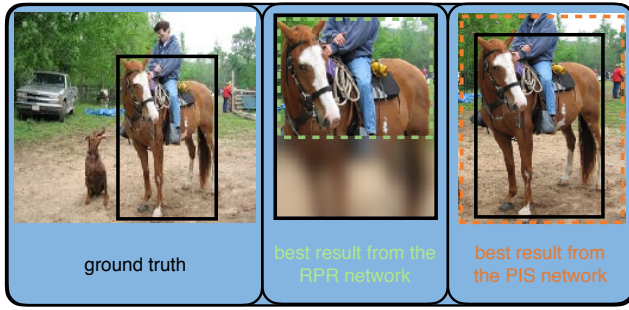 ground truth
best result from the
RPR network
best result from
the PIS network